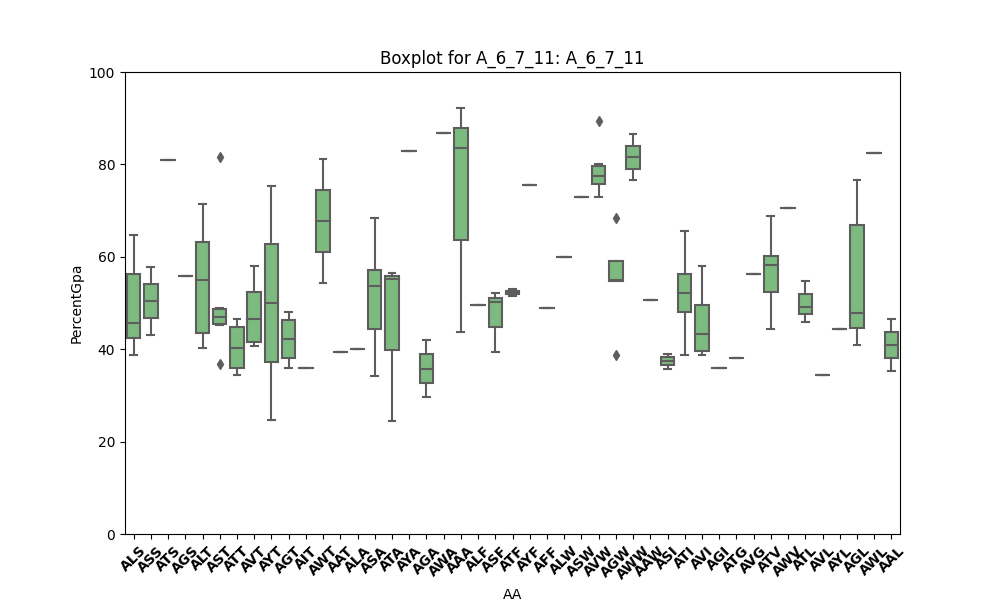 Boxplot for A_6_7_11: A_6_7_11
PercentGpa
100
80
60
40
20
0
ALS ASS ATS AGS ALT AST ATT AVT AYT AGT AIT AWT AAT ALA ASA ATA AYA AGA AWA AAA ALF ASF ATF AYF AFF ALW ASW AVW AGW AWW AAW ASI ATI AVI AGI ATG AVG ATV AWV ATL AVL AYL AGL AWL AAL
AA